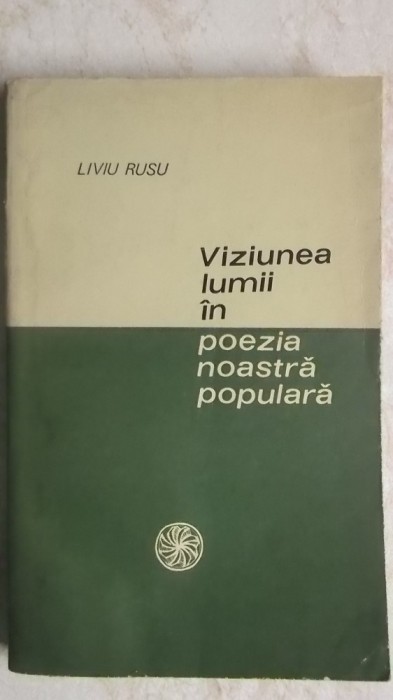 LIVIU RUSU
Viziunea
lumii
în
poezia
noastră
populară